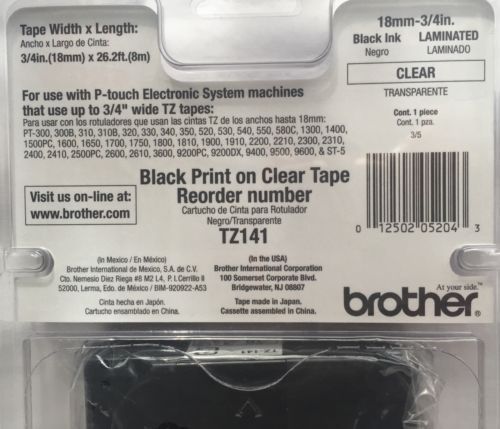 Tape Width x Length:
Ancho x Largo de Cinta:
3/4in.(18mm) x 26.2ft.(8m)
18mm-3/4in.
Black Ink LAMINATED
Negro LAMINADO
CLEAR
TRANSPARENTE
Cont. 1 piece
Cont. 1 pza.
3/5
For use with P-touch Electronic System machines
that use up to 3/4" wide TZ tapes:
Para usar con los rotuladores que usan las cintas TZ de los anchos hasta 18mm:
PT-300, 300B, 310, 310B, 320, 330, 340, 350, 520, 530, 540, 550, 580C, 1300, 1400,
1500PC, 1600, 1650, 1700, 1750, 1800, 1810, 1900, 1910, 2200, 2210, 2300, 2310,
2400, 2410, 2500PC, 2600, 2610, 3600, 9200PC, 9200DX, 9400, 9500, 9600, & ST-5
Visit us on-line at:
www.brother.com
Black Print on Clear Tape
Reorder number
Cartucho de Cinta para Rotulador
Negro/Transparente
TZ141
0 12502 05204 3
(In Mexico / En México)
Brother International de Mexico, S.A. de C.V.
Cto. Nemesio Diez Riega #8 M2 L4, P. I. Cerrillo II
52000, Lerma, Edo. de México / BIM-920922-A53
Cinta hecha en Japón.
Cartucho ensamblado en China.
(In the USA)
Brother International Corporation
100 Somerset Corporate Blvd.
Bridgewater, NJ 08807
Tape made in Japan.
Cassette assembled in China.
At your side.™
brother®
TZ-141